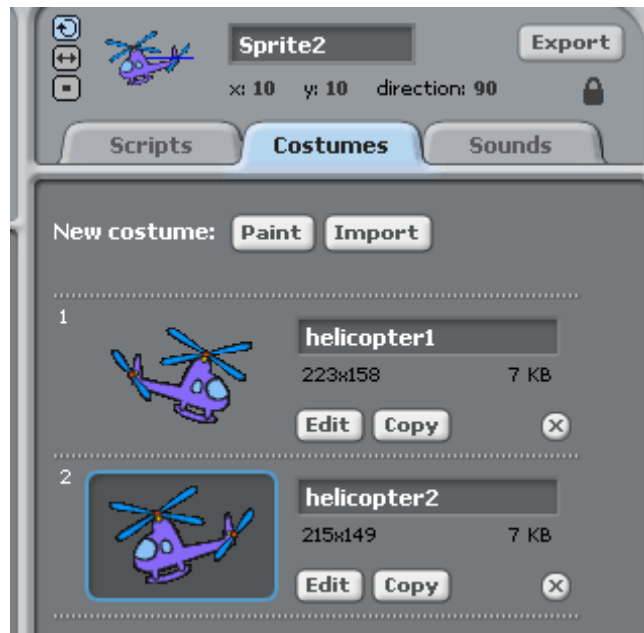 Sprite2
Export
x: 10 y: 10 direction: 90
Scripts Costumes Sounds
New costume: Paint Import
1
helicopter1
223x158 7 KB
Edit Copy
2
helicopter2
215x149 7 KB
Edit Copy